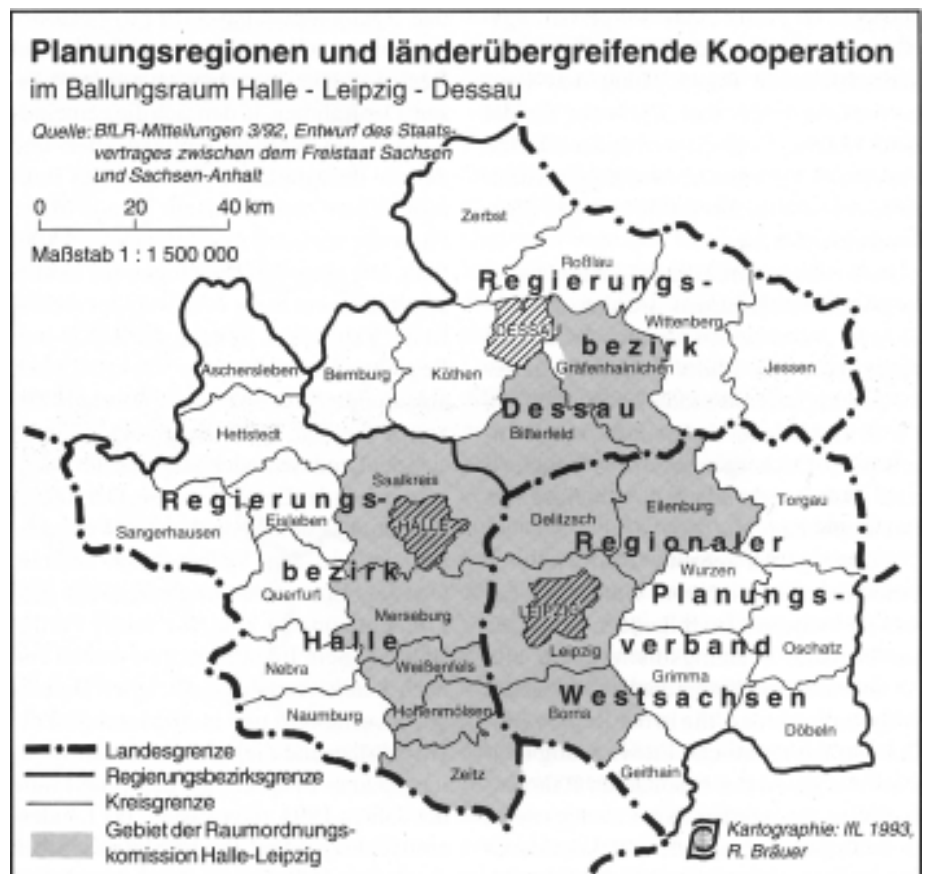 Planungsregionen und länderübergreifende Kooperation
im Ballungsraum Halle - Leipzig - Dessau
Quelle: BfLR-Mitteilungen 3/92, Entwurf des Staats-
vertrages zwischen dem Freistaat Sachsen
und Sachsen-Anhalt
0 20 40 km
Maßstab 1 : 1 500 000
Zerbst
Roßlau
Regierungs-
DESSAU
Wittenberg
bezirk
Gräfenhainichen
Jessen
Aschersleben
Bernburg
Köthen
Dessau
Bitterfeld
Hettstedt
Saalkreis
Regierungs-
Eisleben
Sangerhausen
HALLE
Delitzsch
Eilenburg
Torgau
Regionaler
bezirk
Querfurt
Wurzen
Planungs-
Merseburg
LEIPZIG
Leipzig
Halle
verband
Oschatz
Nebra
Weißenfels
Grimma
Westsachsen
Naumburg
Hohenmölsen
Borna
Döbeln
Zeitz
Geithain
Landesgrenze
Regierungsbezirksgrenze
Kreisgrenze
Gebiet der Raumordnungs-
komission Halle-Leipzig
Kartographie: IfL 1993,
R. Bräuer